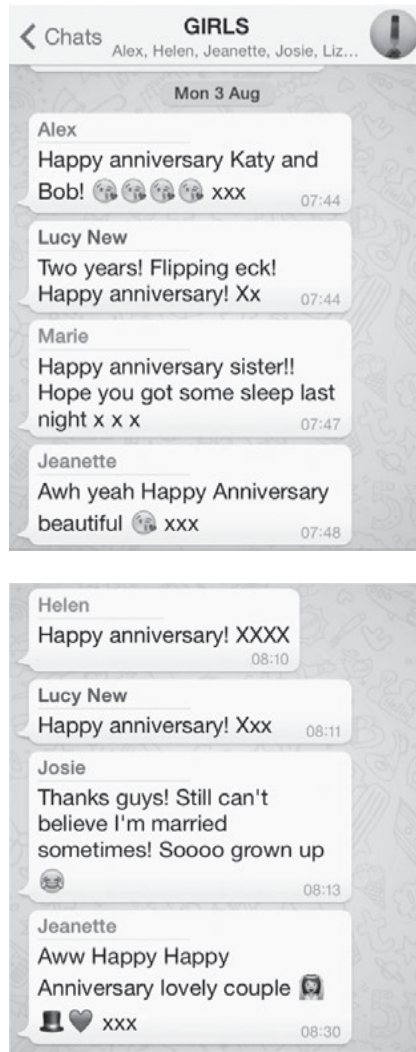 Chats
GIRLS
Alex, Helen, Jeanette, Josie, Liz...
Mon 3 Aug
Alex
Happy anniversary Katy and
Bob! 😘😘😘😘 xxx
07:44
Lucy New
Two years! Flipping eck!
Happy anniversary! Xx
07:44
Marie
Happy anniversary sister!!
Hope you got some sleep last
night x x x
07:47
Jeanette
Awh yeah Happy Anniversary
beautiful 😘 xxx
07:48
Helen
Happy anniversary! XXXX
08:10
Lucy New
Happy anniversary! Xxx
08:11
Josie
Thanks guys! Still can't
believe I'm married
sometimes! Soooo grown up
😂
08:13
Jeanette
Aww Happy Happy
Anniversary lovely couple 👰
🎩❤️ xxx
08:30